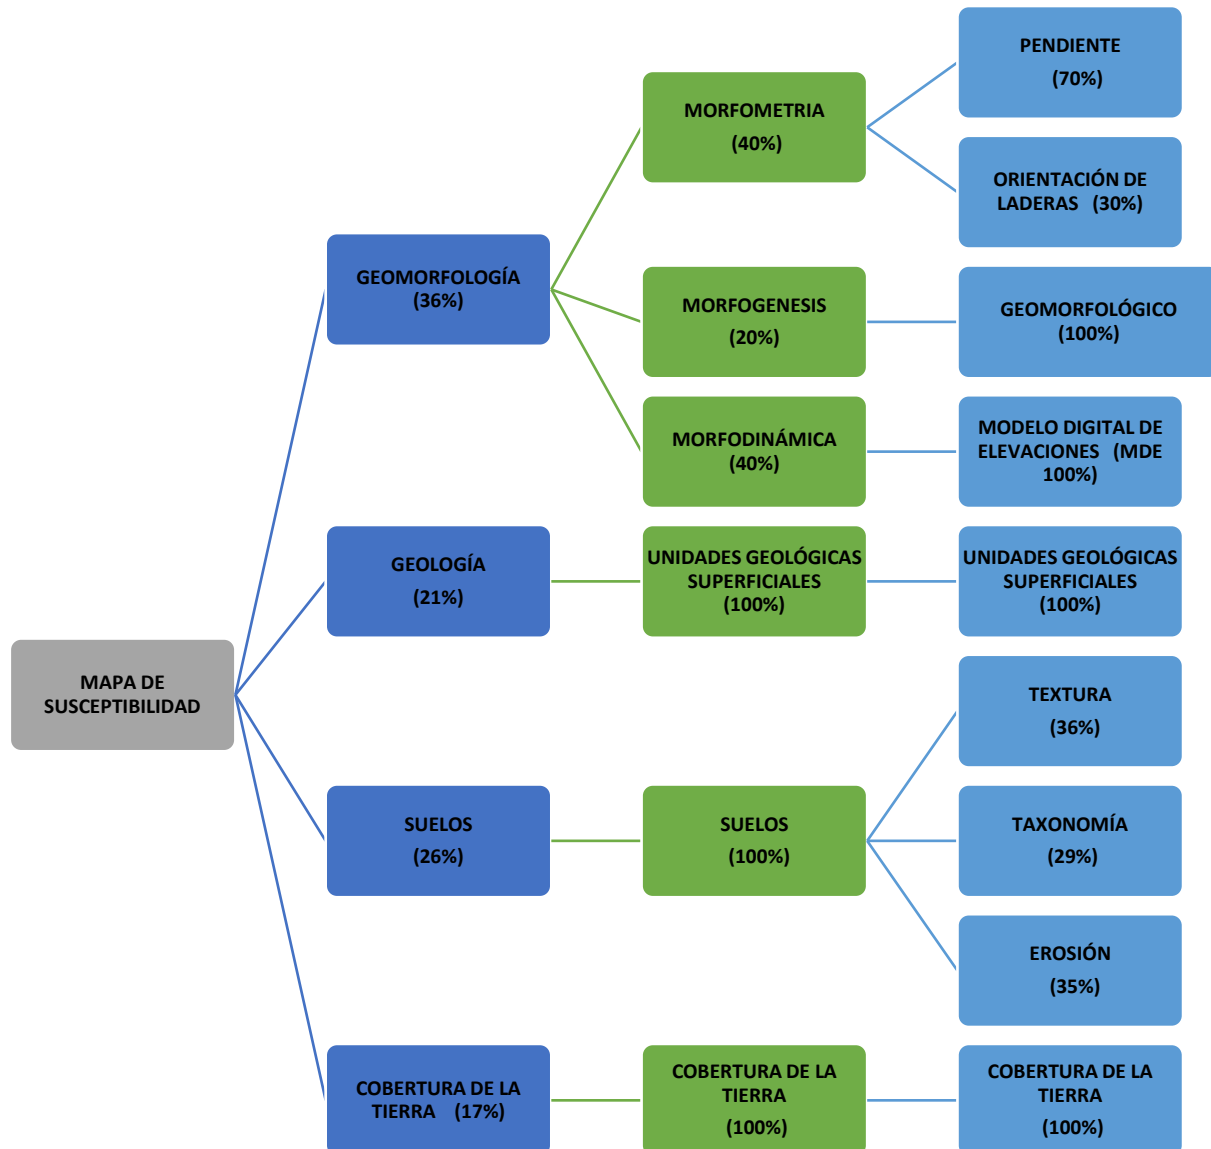 PENDIENTE
(70%)
MORFOMETRIA
(40%)
ORIENTACIÓN DE
LADERAS (30%)
GEOMORFOLOGÍA
(36%)
MORFOGENESIS
(20%)
GEOMORFOLÓGICO
(100%)
MORFODINÁMICA
(40%)
MODELO DIGITAL DE
ELEVACIONES (MDE
100%)
GEOLOGÍA
(21%)
UNIDADES GEOLÓGICAS
SUPERFICIALES
(100%)
UNIDADES GEOLÓGICAS
SUPERFICIALES
(100%)
MAPA DE
SUSCEPTIBILIDAD
TEXTURA
(36%)
SUELOS
(26%)
SUELOS
(100%)
TAXONOMÍA
(29%)
EROSIÓN
(35%)
COBERTURA DE LA
TIERRA (17%)
COBERTURA DE LA
TIERRA
(100%)
COBERTURA DE LA
TIERRA
(100%)